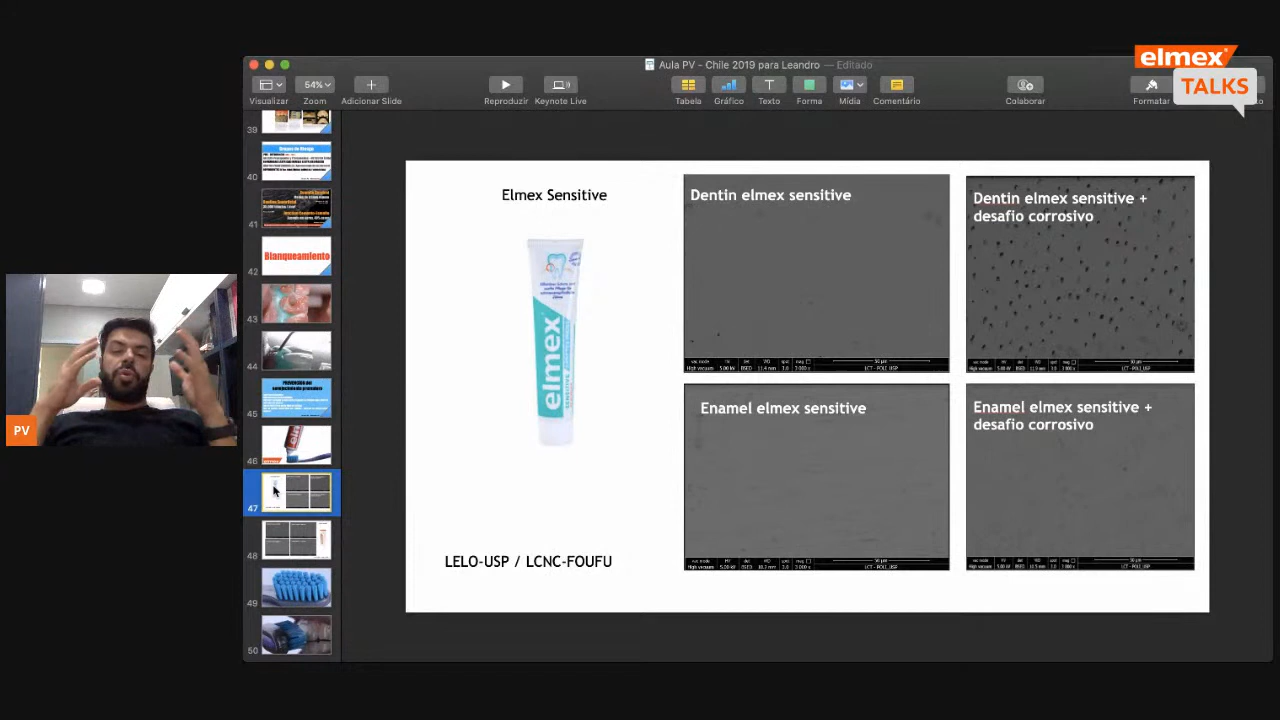 elmex
TALKS
Aula PV - Chile 2019 para Leandro — Editado
54%
Visualizar
Zoom
Adicionar Slide
Reproduzir
Keynote Live
Tabela
Gráfico
Texto
Forma
Mídia
Comentário
Colaborar
Formatar
39
40
41
42
Blanqueamiento
43
44
45
46
47
48
49
50
PV
Elmex Sensitive
elmex
SENSITIVE
LELO-USP / LCNC-FOUFU
Dentin elmex sensitive
Dentin elmex sensitive +
desafio corrosivo
Enamel elmex sensitive
Enamel elmex sensitive +
desafio corrosivo